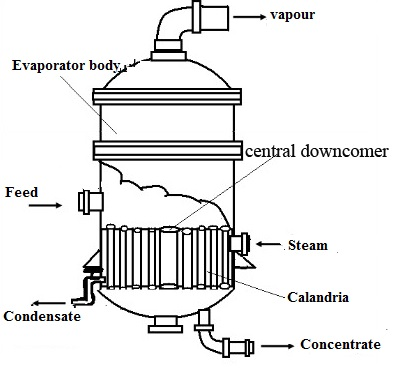 vapour
Evaporator body
central downcomer
Feed
Steam
Calandria
Condensate
Concentrate